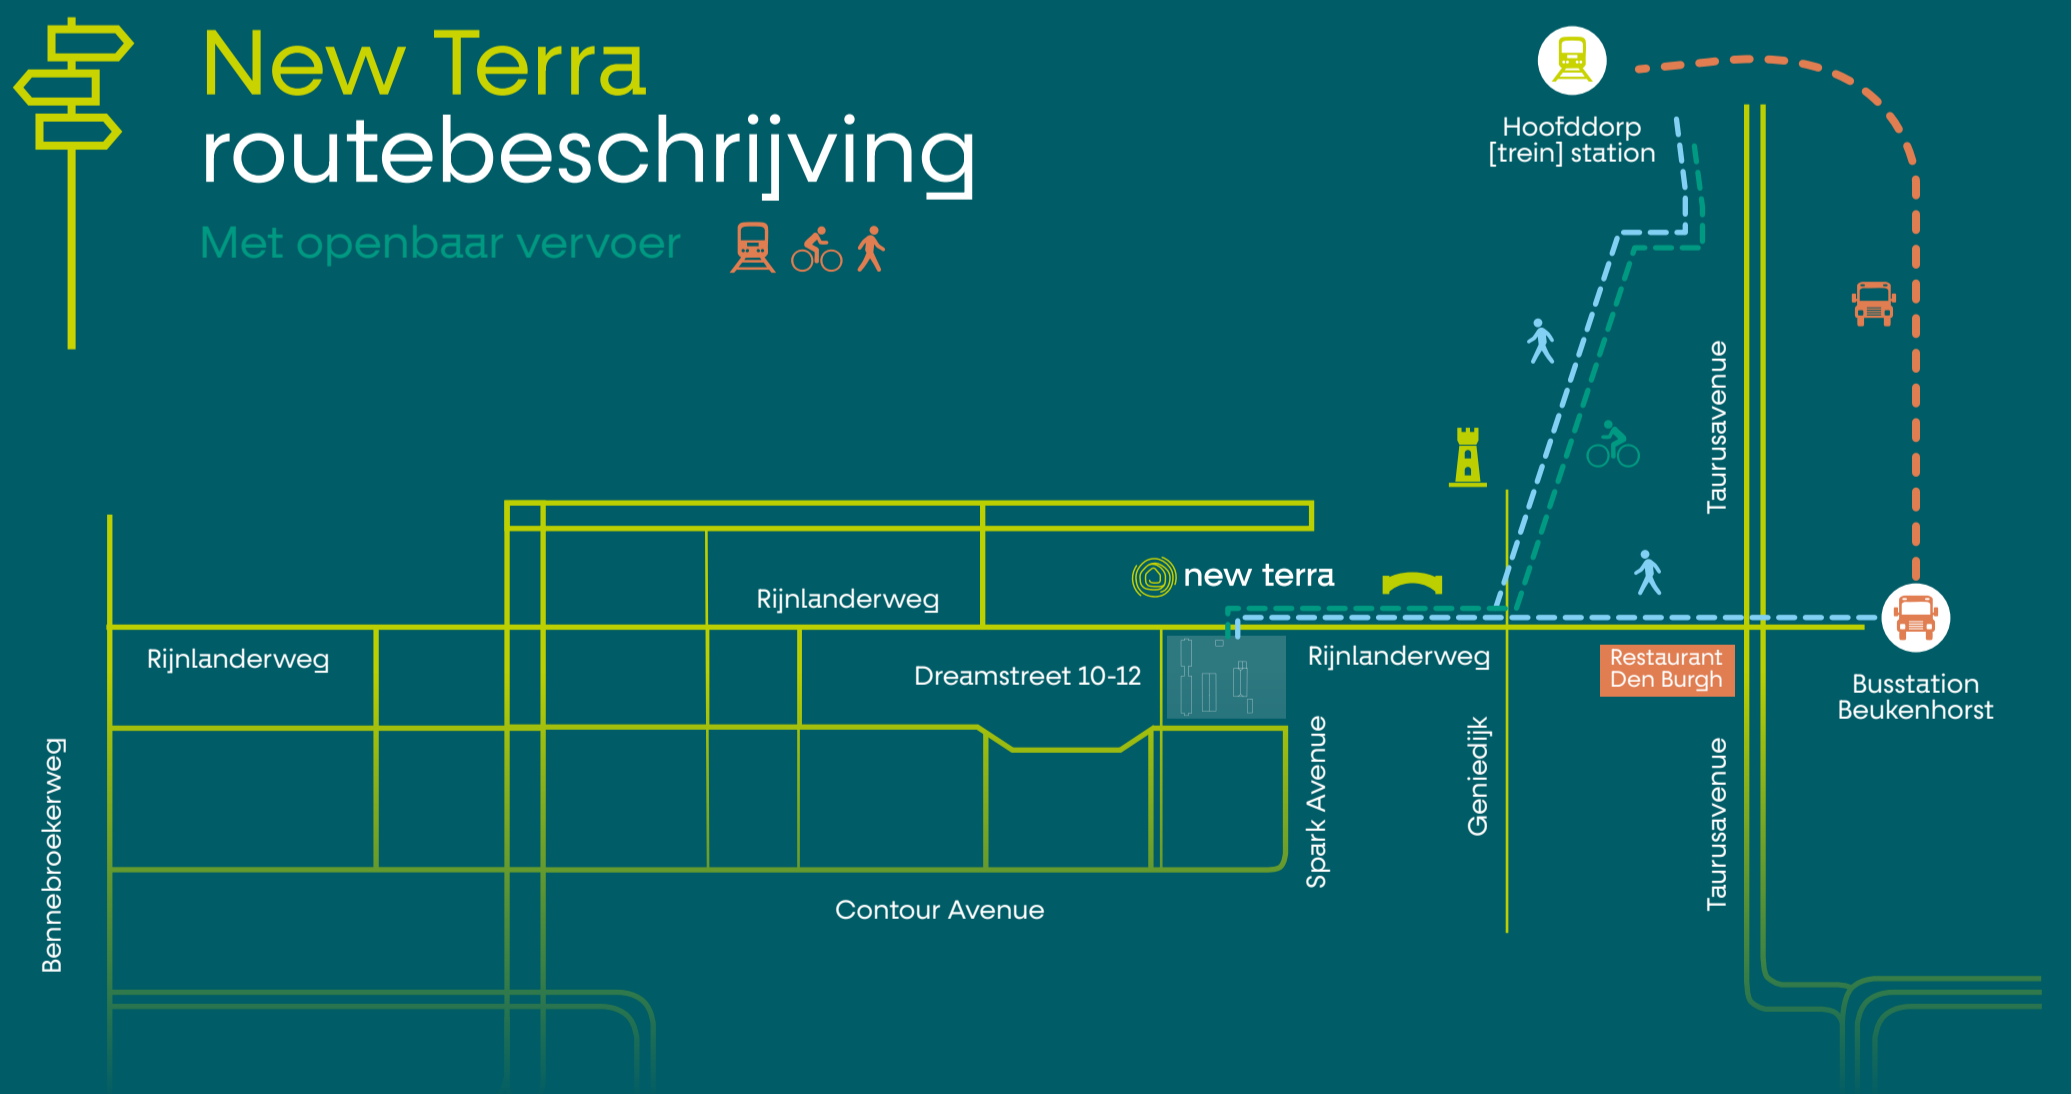 New Terra
routebeschrijving
Met openbaar vervoer
Hoofddorp
[trein] station
Taurusavenue
new terra
Rijnlanderweg
Rijnlanderweg
Dreamstreet 10-12
Rijnlanderweg
Restaurant
Den Burgh
Busstation
Beukenhorst
Bennebroekerweg
Spark Avenue
Geniedijk
Taurusavenue
Contour Avenue